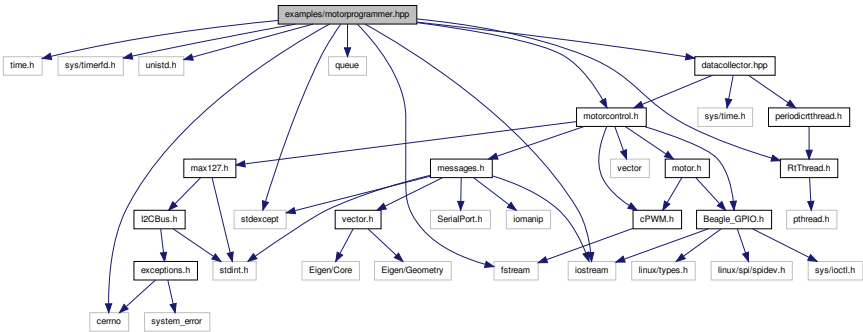 examples/motorprogrammer.hpp
time.h
sys/timerfd.h
unistd.h
queue
datacollector.hpp
motorcontrol.h
sys/time.h
periodicrtthread.h
max127.h
messages.h
vector
motor.h
RtThread.h
I2CBus.h
stdexcept
vector.h
SerialPort.h
iomanip
cPWM.h
Beagle_GPIO.h
pthread.h
exceptions.h
stdint.h
Eigen/Core
Eigen/Geometry
fstream
iostream
linux/types.h
linux/spi/spidev.h
sys/ioctl.h
cerrno
system_error